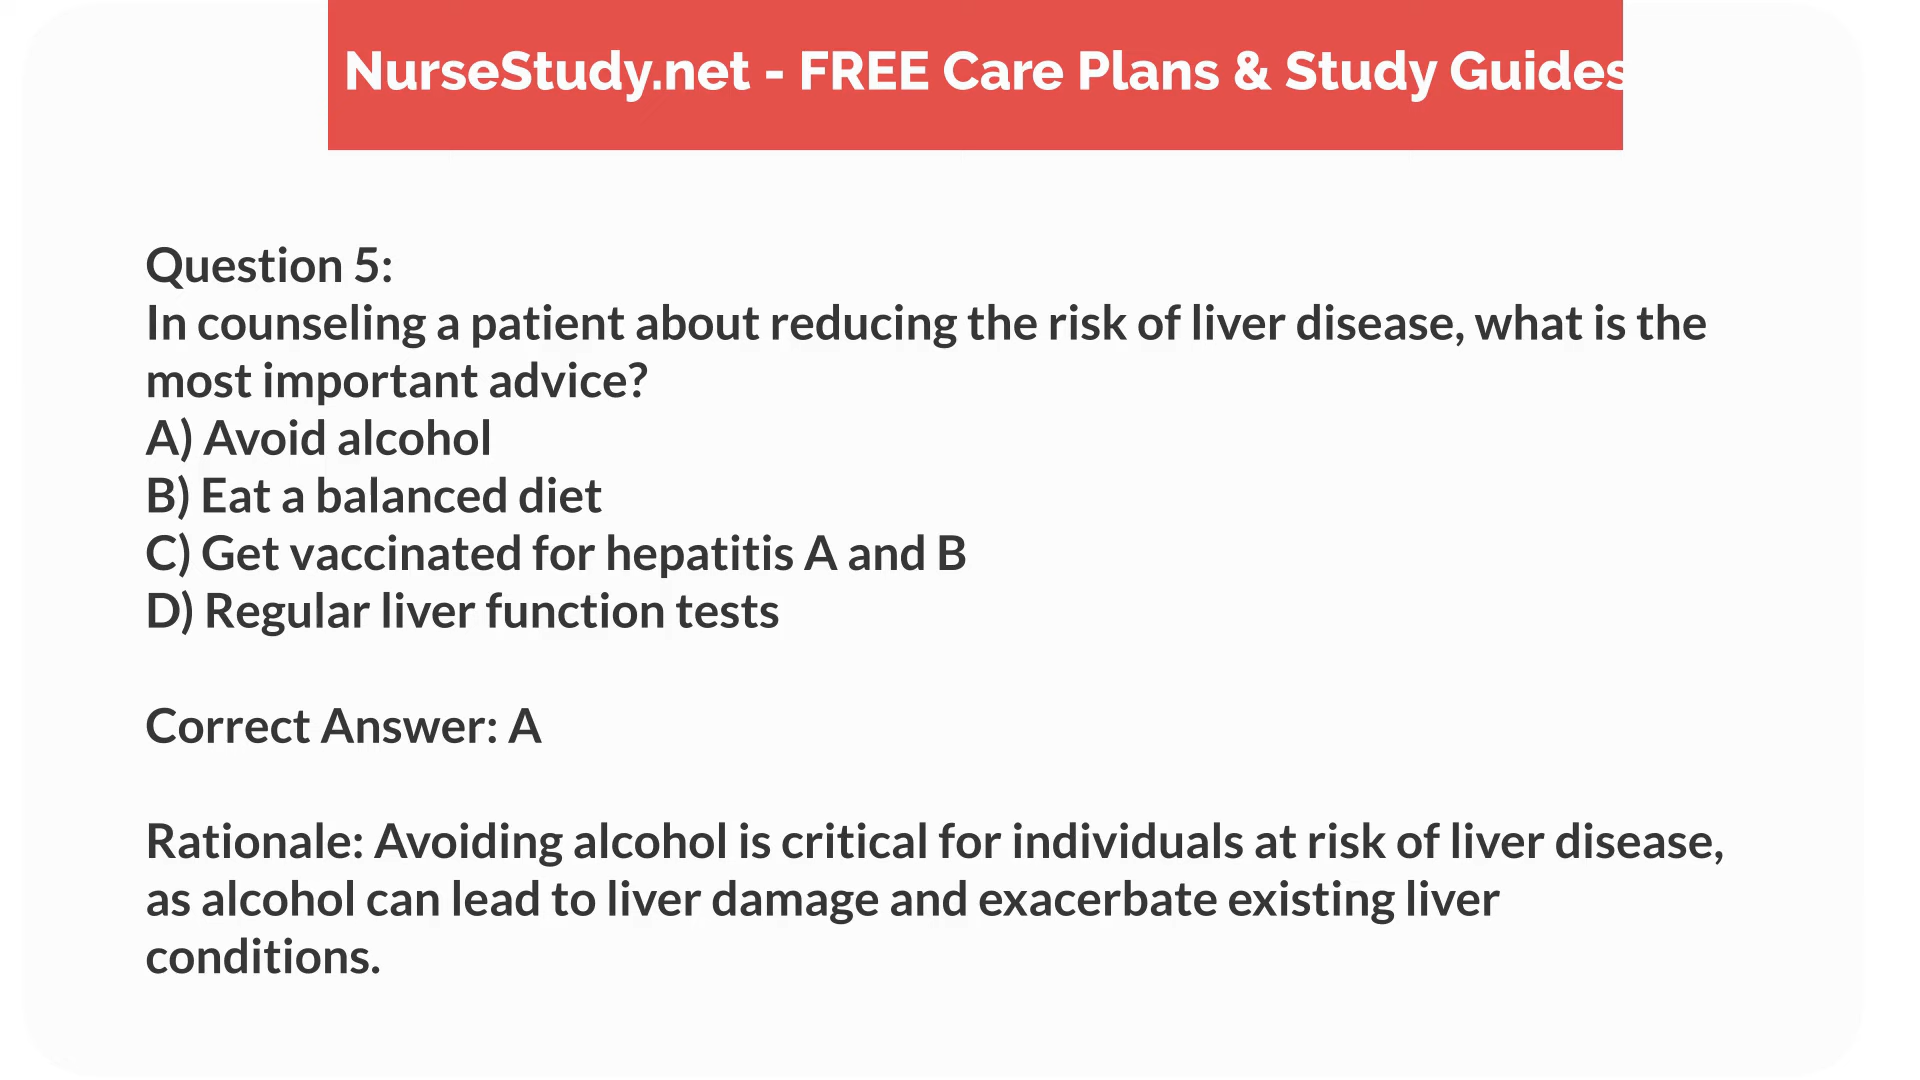 NurseStudy.net - FREE Care Plans & Study Guides
Question 5:
In counseling a patient about reducing the risk of liver disease, what is the
most important advice?
A) Avoid alcohol
B) Eat a balanced diet
C) Get vaccinated for hepatitis A and B
D) Regular liver function tests
Correct Answer: A
Rationale: Avoiding alcohol is critical for individuals at risk of liver disease,
as alcohol can lead to liver damage and exacerbate existing liver
conditions.